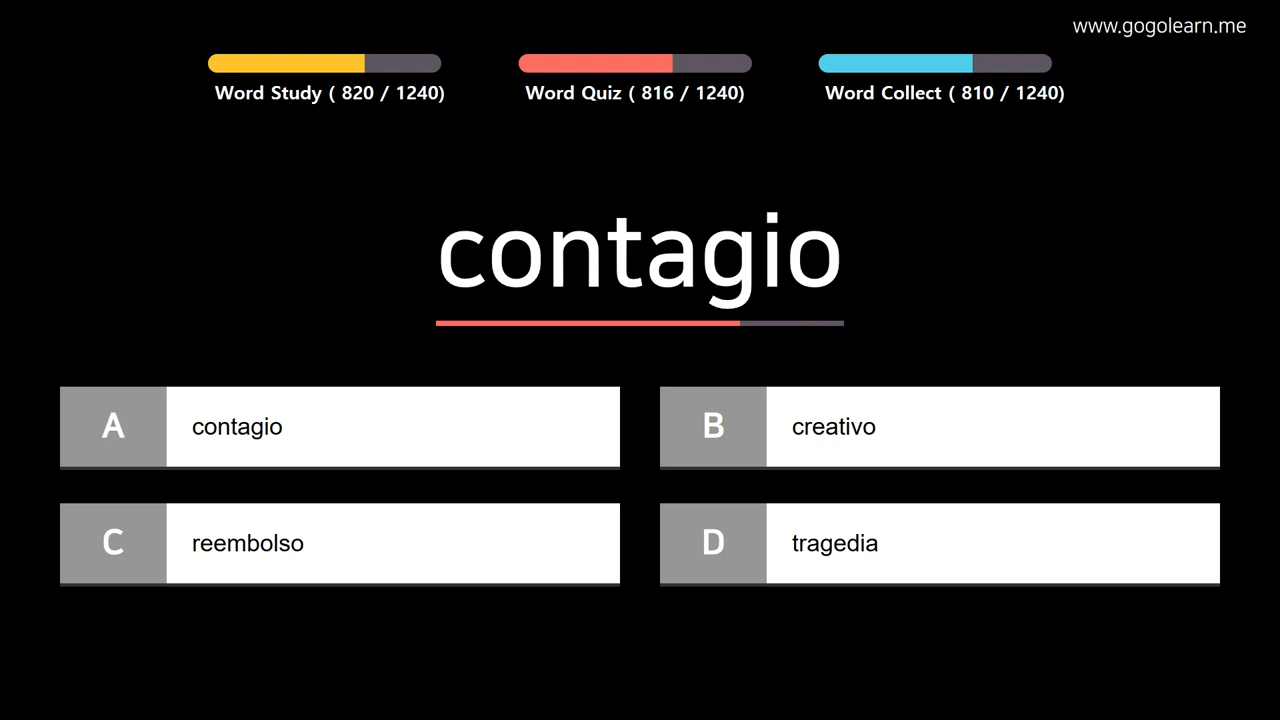 www.gogolearn.me
Word Study ( 820 / 1240)
Word Quiz ( 816 / 1240)
Word Collect ( 810 / 1240)
contagio
A contagio
B creativo
C reembolso
D tragedia